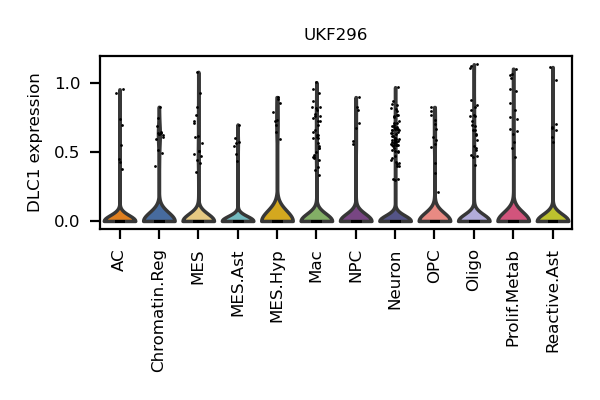 UKF296
DLC1 expression
1.0
0.5
0.0
AC
Chromatin.Reg
MES
MES.Ast
MES.Hyp
Mac
NPC
Neuron
OPC
Oligo
Prolif.Metab
Reactive.Ast